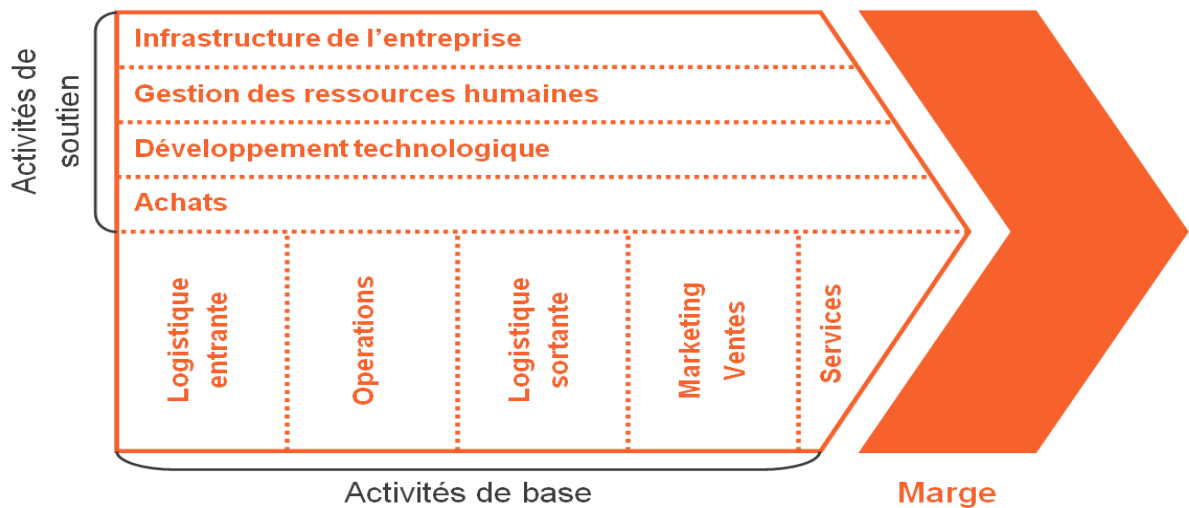 Activités de
soutien
Infrastructure de l’entreprise
Gestion des ressources humaines
Développement technologique
Achats
Logistique
entrante
Operations
Logistique
sortante
Marketing
Ventes
Services
Activités de base
Marge